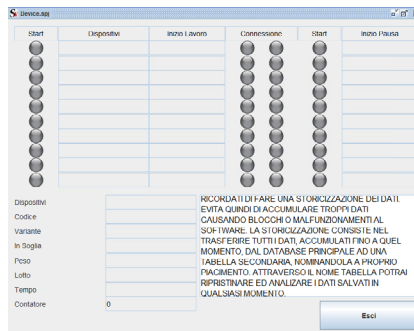 Device.apj
Start Dispositivi Inizio Lavoro Connessione Start Inizio Pausa
Dispositivi
Codice
Variante
In Soglia
Peso
Lotto
Tempo
Contatore 0
RICORDATI DI FARE UNA STORICIZZAZIONE DEI DATI.
EVITA QUINDI DI ACCUMULARE TROPPI DATI
CAUSANDO BLOCCHI O MALFUNZIONAMENTI AL
SOFTWARE. LA STORICIZZAZIONE CONSISTE NEL
TRASFERIRE TUTTI I DATI, ACCUMULATI FINO A QUEL
MOMENTO, DAL DATABASE PRINCIPALE AD UNA
TABELLA SECONDARIA, NOMINANDOLA A PROPRIO
PIACIMENTO. ATTRAVERSO IL NOME TABELLA POTRAI
RIPRISTINARE ED ANALIZARE I DATI SALVATI IN
QUALSIASI MOMENTO.
Esci